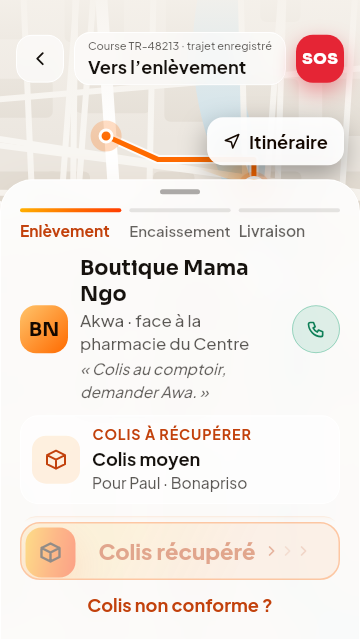 Course TR-48213 · trajet enregistré
Vers l’enlèvement
SOS
Itinéraire
Enlèvement
Encaissement
Livraison
Boutique Mama
Ngo
BN
Akwa · face à la
pharmacie du Centre
« Colis au comptoir,
demander Awa. »
COLIS À RÉCUPÉRER
Colis moyen
Pour Paul · Bonapriso
Colis récupéré
Colis non conforme ?